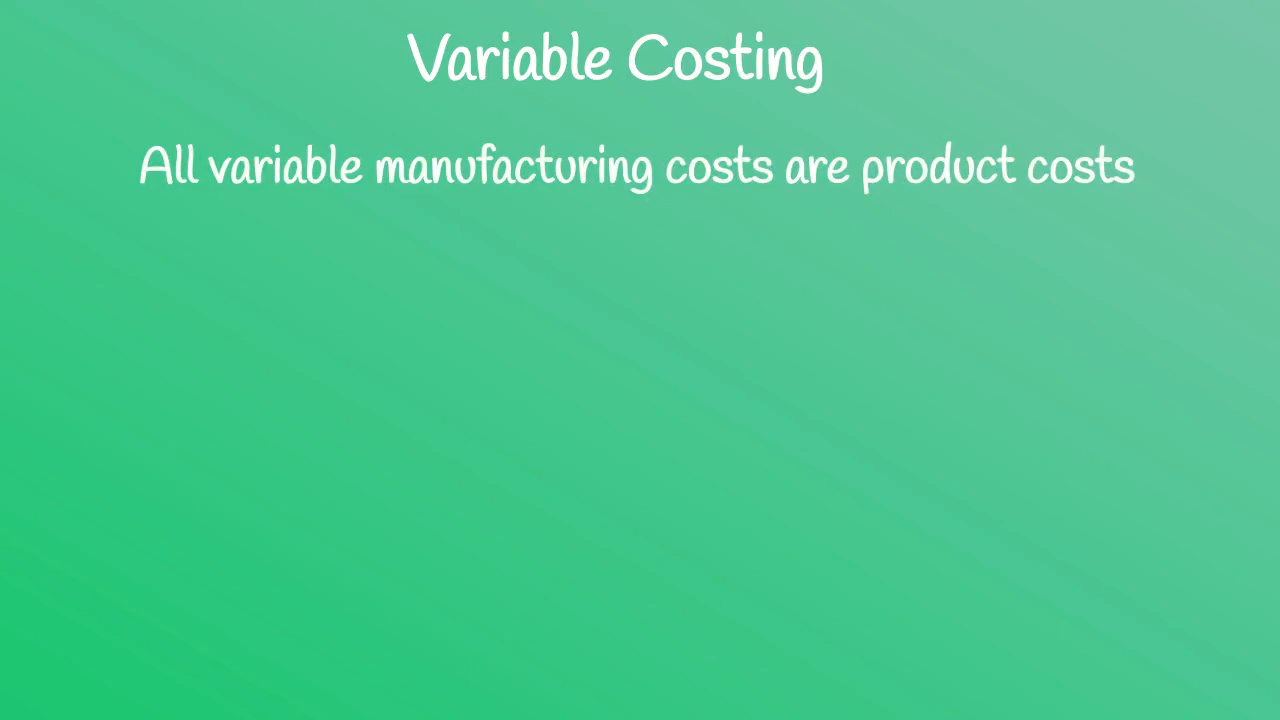 Variable Costing
All variable manufacturing costs are product costs